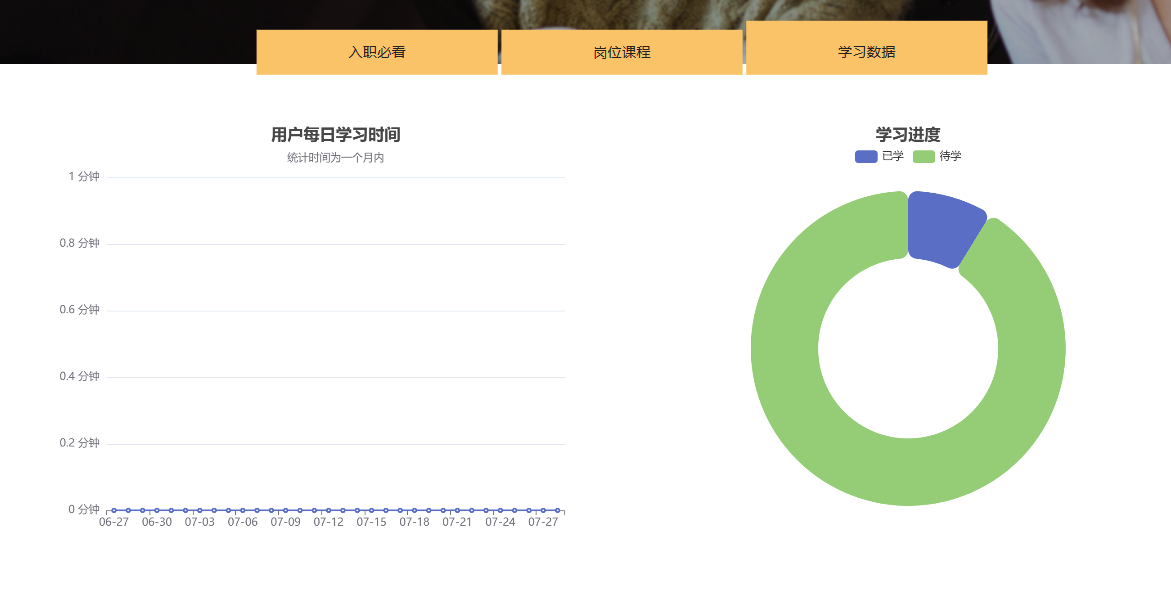 入职必看
岗位课程
学习数据
用户每日学习时间
统计时间为一个月内
1 分钟
0.8 分钟
0.6 分钟
0.4 分钟
0.2 分钟
0 分钟
06-27 06-30 07-03 07-06 07-09 07-12 07-15 07-18 07-21 07-24 07-27
学习进度
已学 待学